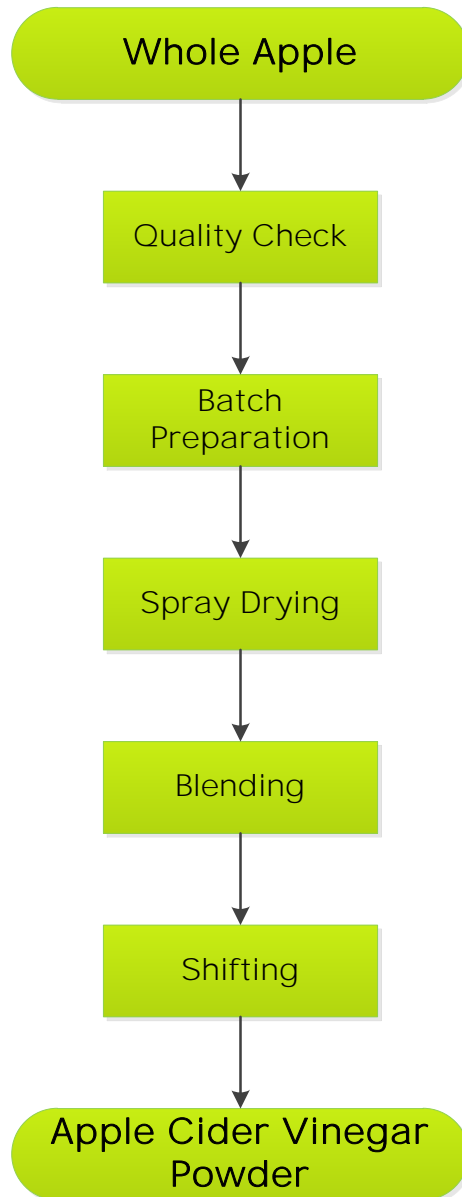 Whole Apple
Quality Check
Batch
Preparation
Spray Drying
Blending
Shifting
Apple Cider Vinegar
Powder